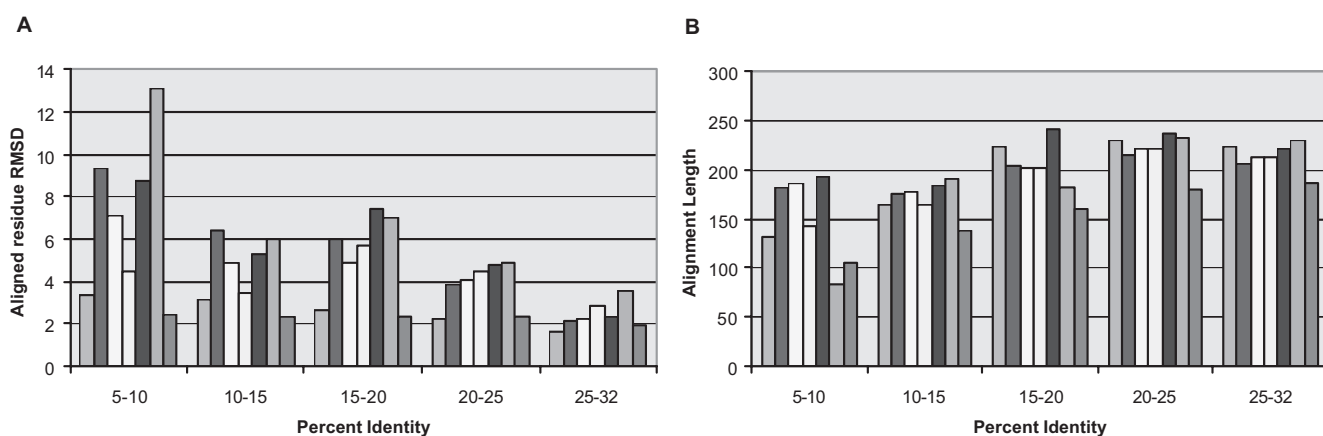 A
Aligned residue RMSD
14
12
10
8
6
4
2
0
5-10 10-15 15-20 20-25 25-32
Percent Identity
B
Alignment Length
300
250
200
150
100
50
0
5-10 10-15 15-20 20-25 25-32
Percent Identity